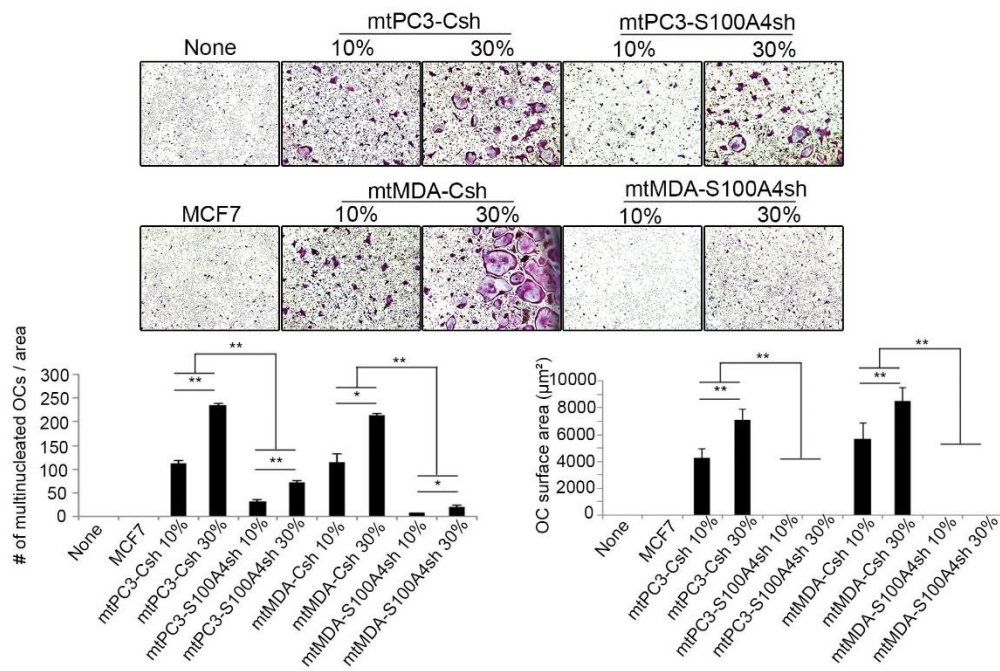 mtPC3-Csh mtPC3-S100A4sh
None 10% 30% 10% 30%
mtMDA-Csh mtMDA-S100A4sh
MCF7 10% 30% 10% 30%
# of multinucleated OCs / area
300
250
200
150
100
50
0
**
**
**
**
*
**
*
None
MCF7
mtPC3-Csh 10%
mtPC3-Csh 30%
mtPC3-S100A4sh 10%
mtPC3-S100A4sh 30%
mtMDA-Csh 10%
mtMDA-Csh 30%
mtMDA-S100A4sh 10%
mtMDA-S100A4sh 30%
OC surface area (µm²)
10000
8000
6000
4000
2000
0
**
**
**
**
None
MCF7
mtPC3-Csh 10%
mtPC3-Csh 30%
mtPC3-S100A4sh 10%
mtPC3-S100A4sh 30%
mtMDA-Csh 10%
mtMDA-Csh 30%
mtMDA-S100A4sh 10%
mtMDA-S100A4sh 30%